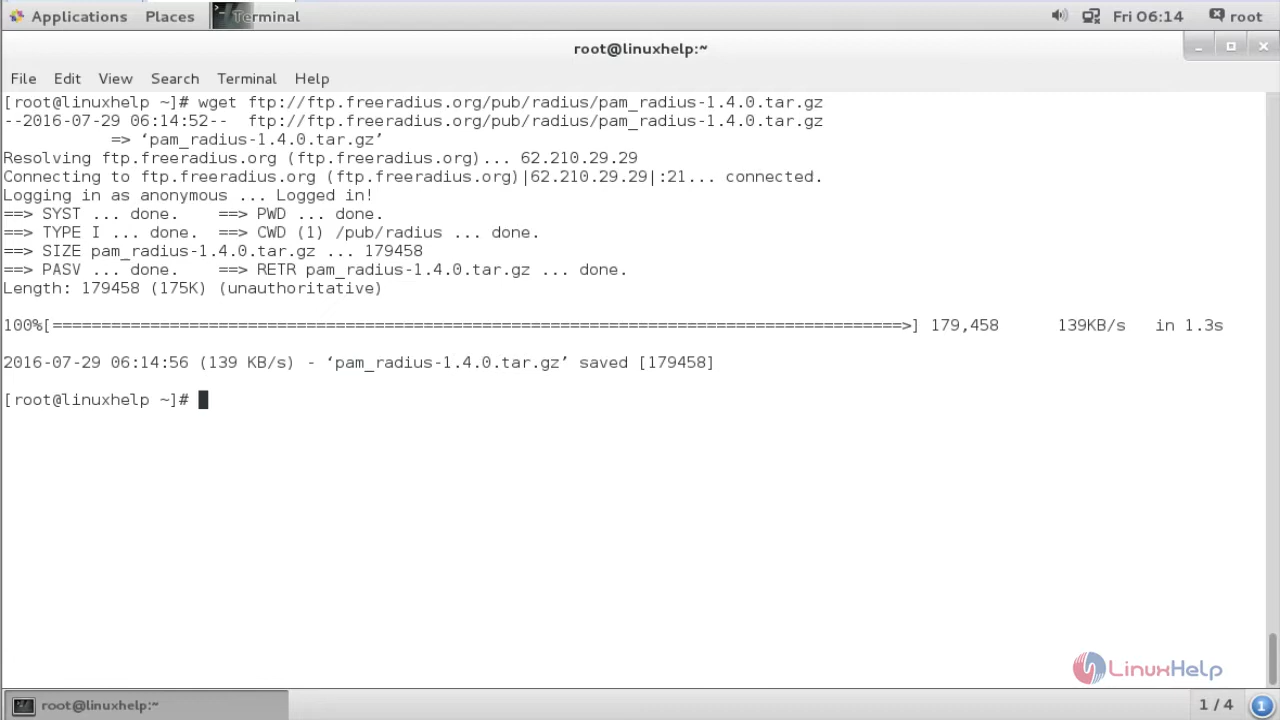 Applications Places Terminal Fri 06:14 root
root@linuxhelp:~
File Edit View Search Terminal Help
[root@linuxhelp ~]# wget ftp://ftp.freeradius.org/pub/radius/pam_radius-1.4.0.tar.gz
--2016-07-29 06:14:52-- ftp://ftp.freeradius.org/pub/radius/pam_radius-1.4.0.tar.gz
=> ‘pam_radius-1.4.0.tar.gz’
Resolving ftp.freeradius.org (ftp.freeradius.org)... 62.210.29.29
Connecting to ftp.freeradius.org (ftp.freeradius.org)|62.210.29.29|:21... connected.
Logging in as anonymous ... Logged in!
==> SYST ... done. ==> PWD ... done.
==> TYPE I ... done. ==> CWD (1) /pub/radius ... done.
==> SIZE pam_radius-1.4.0.tar.gz ... 179458
==> PASV ... done. ==> RETR pam_radius-1.4.0.tar.gz ... done.
Length: 179458 (175K) (unauthoritative)
100%[=======================================================================================>] 179,458 139KB/s in 1.3s
2016-07-29 06:14:56 (139 KB/s) - ‘pam_radius-1.4.0.tar.gz’ saved [179458]
[root@linuxhelp ~]#
LinuxHelp
root@linuxhelp:~ 1 / 4 1